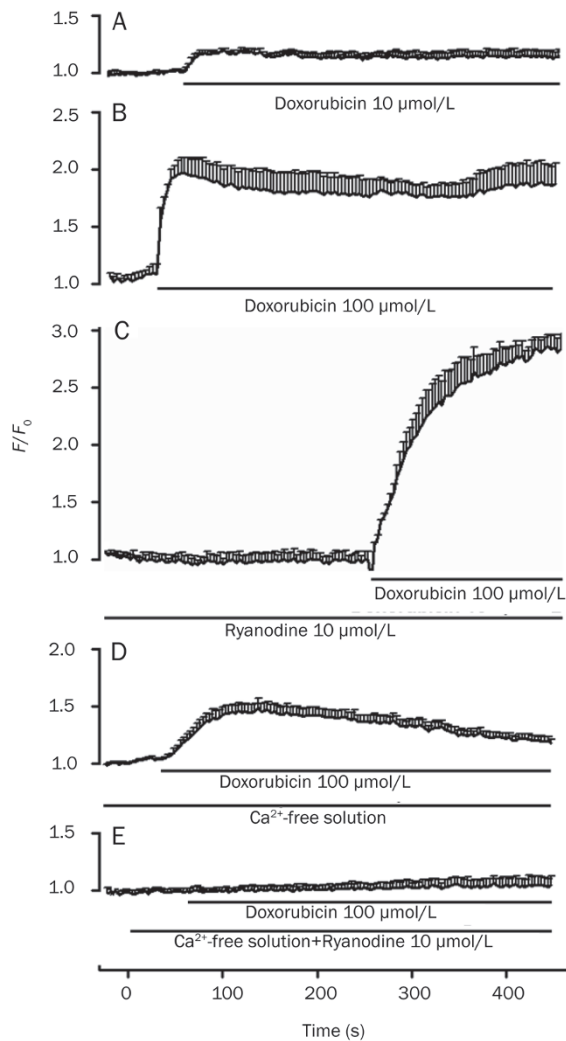 A
1.5
1.0
Doxorubicin 10 μmol/L
B
2.5
2.0
1.5
1.0
Doxorubicin 100 μmol/L
C
3.0
2.5
2.0
1.5
1.0
F/F₀
Doxorubicin 100 μmol/L
Ryanodine 10 μmol/L
D
2.0
1.5
1.0
Doxorubicin 100 μmol/L
Ca²⁺-free solution
E
1.5
1.0
Doxorubicin 100 μmol/L
Ca²⁺-free solution+Ryanodine 10 μmol/L
0 100 200 300 400
Time (s)